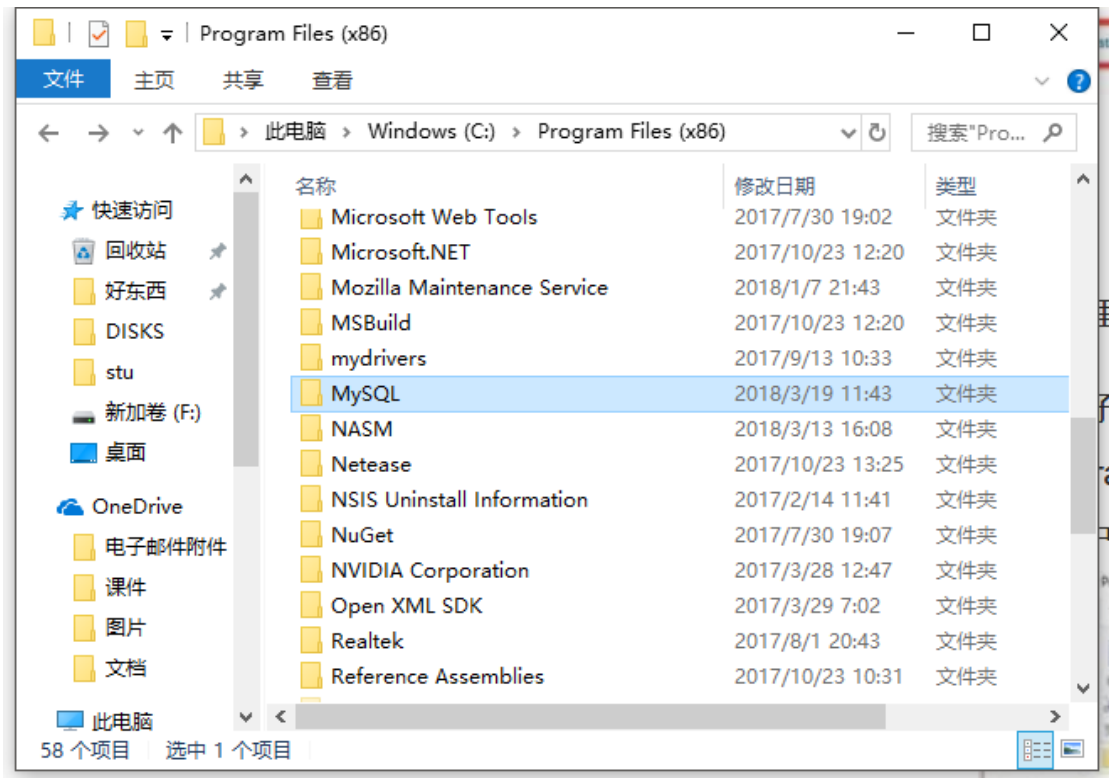 Program Files (x86)
文件 主页 共享 查看
此电脑 > Windows (C:) > Program Files (x86) 搜索"Pro...
名称 修改日期 类型
快速访问
回收站
好东西
DISKS
stu
新加卷 (F:)
桌面
OneDrive
电子邮件附件
课件
图片
文档
此电脑
Microsoft Web Tools 2017/7/30 19:02 文件夹
Microsoft.NET 2017/10/23 12:20 文件夹
Mozilla Maintenance Service 2018/1/7 21:43 文件夹
MSBuild 2017/10/23 12:20 文件夹
mydrivers 2017/9/13 10:33 文件夹
MySQL 2018/3/19 11:43 文件夹
NASM 2018/3/13 16:08 文件夹
Netease 2017/10/23 13:25 文件夹
NSIS Uninstall Information 2017/2/14 11:41 文件夹
NuGet 2017/7/30 19:07 文件夹
NVIDIA Corporation 2017/3/28 12:47 文件夹
Open XML SDK 2017/3/29 7:02 文件夹
Realtek 2017/8/1 20:43 文件夹
Reference Assemblies 2017/10/23 10:31 文件夹
58 个项目 选中 1 个项目